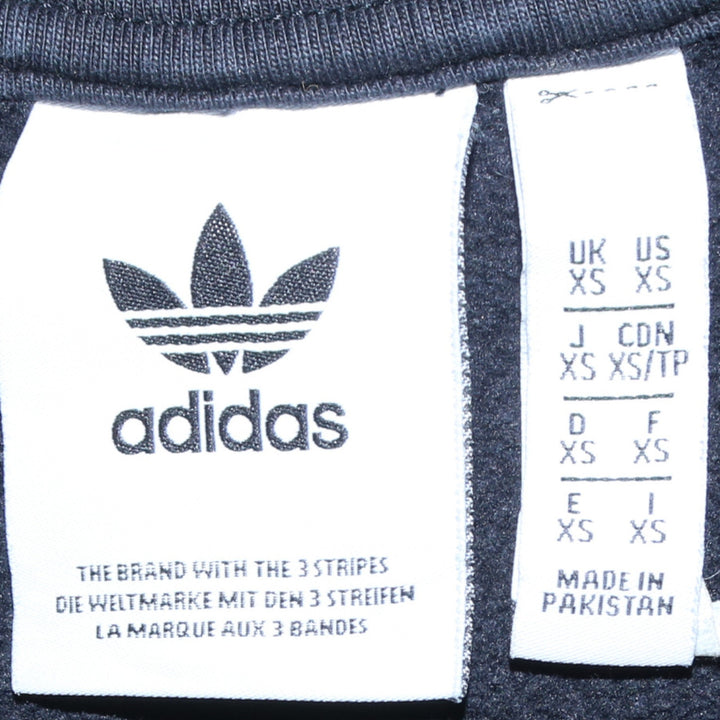 adidas
THE BRAND WITH THE 3 STRIPES
DIE WELTMARKE MIT DEN 3 STREIFEN
LA MARQUE AUX 3 BANDES
UK US
XS XS
J CDN
XS XS/TP
D F
XS XS
E I
XS XS
MADE IN
PAKISTAN